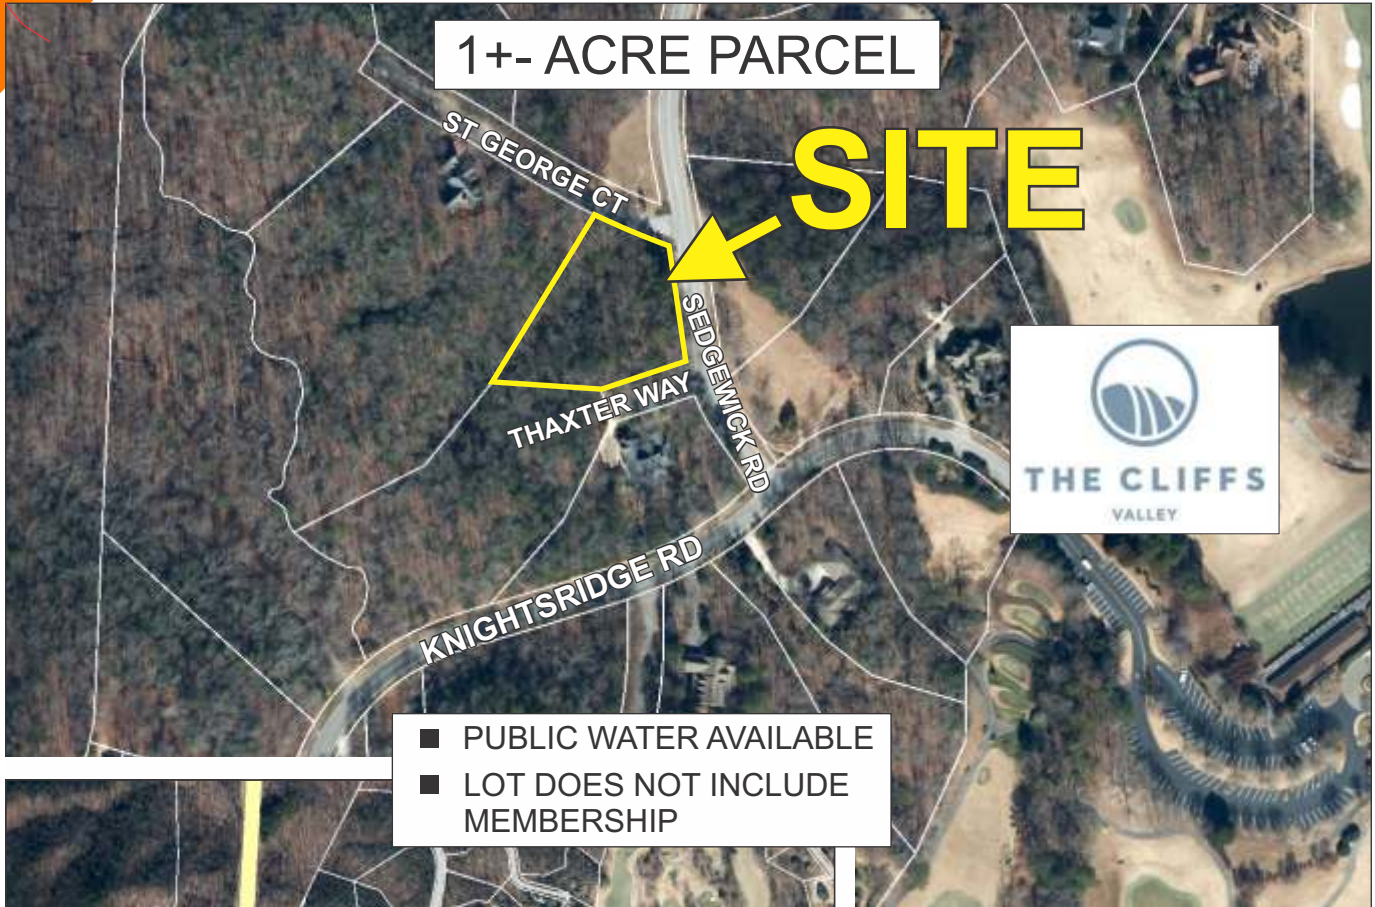 1+- ACRE PARCEL
SITE
ST GEORGE CT
SEDGEWICK RD
THAXTER WAY
THE CLIFFS
VALLEY
KNIGHTSRIDGE RD
■ PUBLIC WATER AVAILABLE
■ LOT DOES NOT INCLUDE
MEMBERSHIP